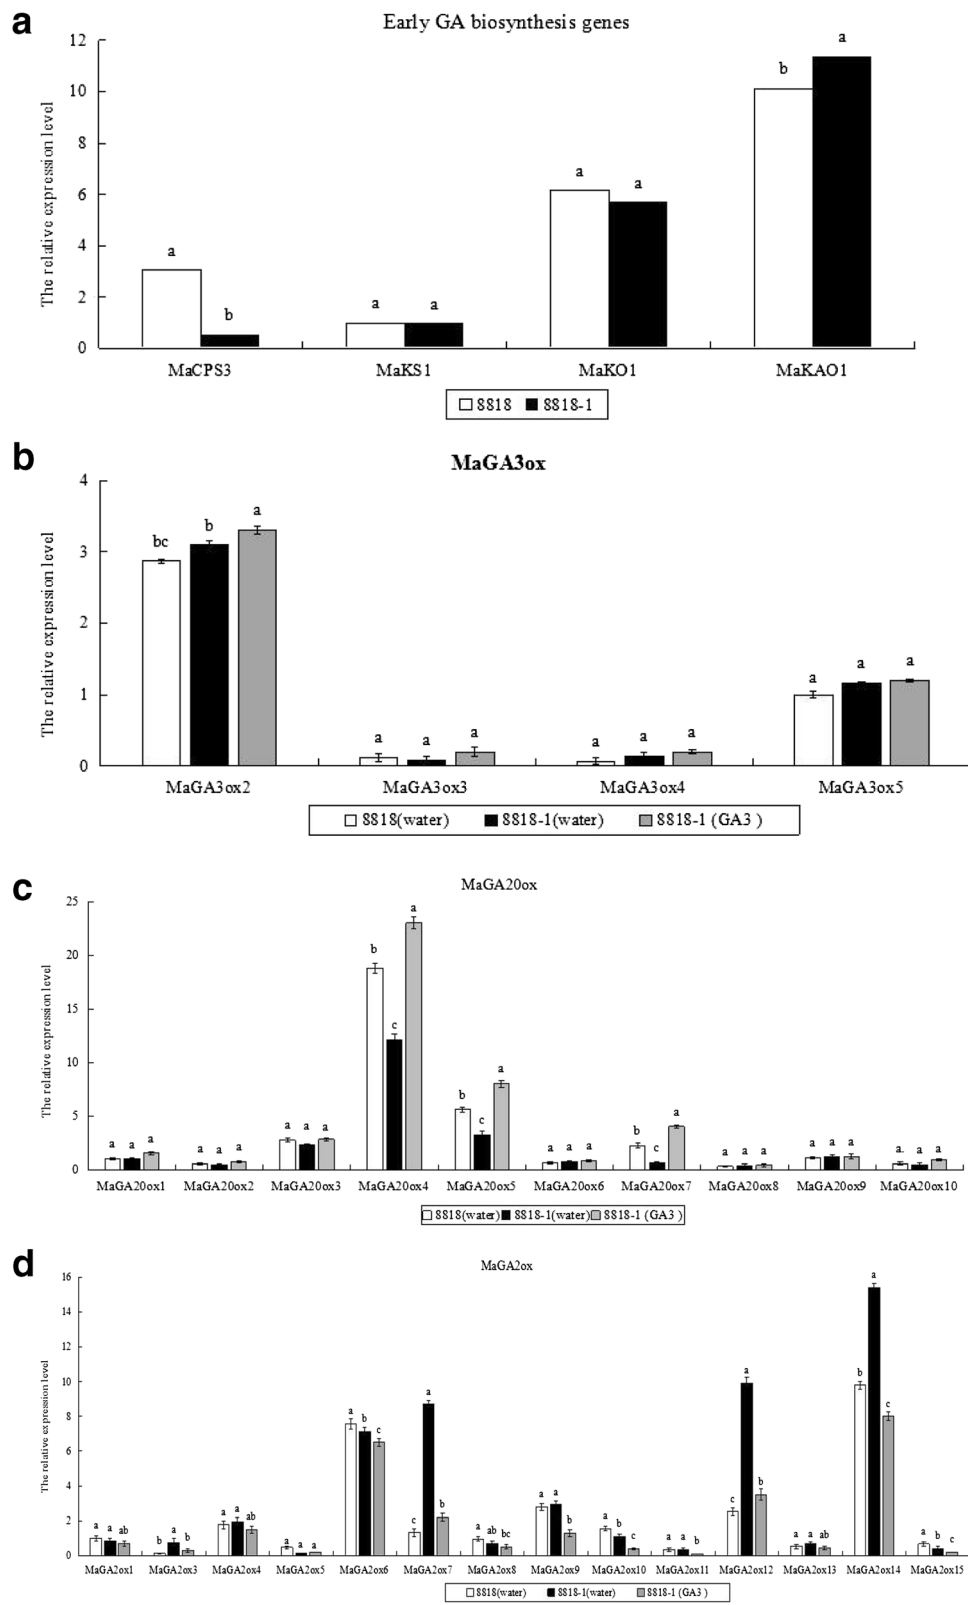 a
Early GA biosynthesis genes
The relative expression level
12
10
8
6
4
2
0
a b a a a a b a
MaCPS3 MaKS1 MaKO1 MaKAO1
8818 8818-1
b
MaGA3ox
The relative expression level
4
3
2
1
0
bc b a a a a a a a a a a
MaGA3ox2 MaGA3ox3 MaGA3ox4 MaGA3ox5
8818(water) 8818-1(water) 8818-1 (GA3 )
c
MaGA20ox
The relative expression level
25
20
15
10
5
0
a a a a a a a a a b c a b c a a a a b c a a a a a a a a a a
MaGA20ox1 MaGA20ox2 MaGA20ox3 MaGA20ox4 MaGA20ox5 MaGA20ox6 MaGA20ox7 MaGA20ox8 MaGA20ox9 MaGA20ox10
8818(water) 8818-1(water) 8818-1 (GA3 )
d
MaGA2ox
The relative expression level
16
14
12
10
8
6
4
2
0
a a ab b a b a a ab a a a a b c c a b a ab bc a a b a b c a a b c a b a a ab b a c a b c
MaGA2ox1 MaGA2ox3 MaGA2ox4 MaGA2ox5 MaGA2ox6 MaGA2ox7 MaGA2ox8 MaGA2ox9 MaGA2ox10 MaGA2ox11 MaGA2ox12 MaGA2ox13 MaGA2ox14 MaGA2ox15
8818(water) 8818-1(water) 8818-1 (GA3 )